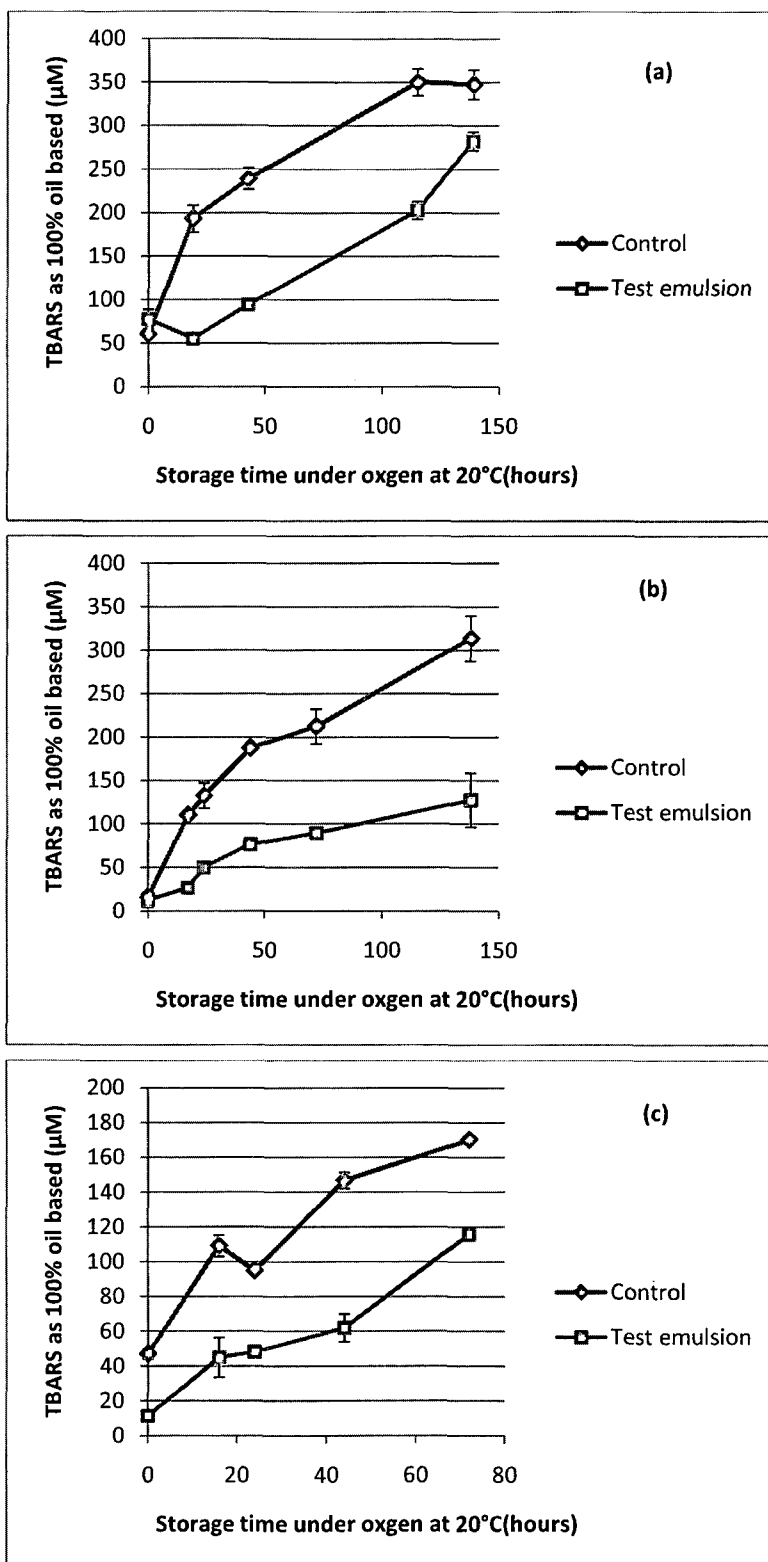 (a)
TBARS as 100% oil based (µM)
400
350
300
250
200
150
100
50
0
0 50 100 150
Storage time under oxgen at 20°C(hours)
Control
Test emulsion
(b)
TBARS as 100% oil based (µM)
400
350
300
250
200
150
100
50
0
0 50 100 150
Storage time under oxgen at 20°C(hours)
Control
Test emulsion
(c)
TBARS as 100% oil based (µM)
200
180
160
140
120
100
80
60
40
20
0
0 20 40 60 80
Storage time under oxgen at 20°C(hours)
Control
Test emulsion